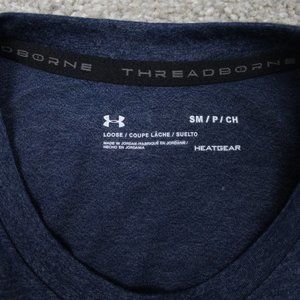 THREADBORNE
SM / P / CH
LOOSE / COUPE LÂCHE / SUELTO
MADE IN JORDAN·FABRIQUÉ EN JORDANIE /
HECHO EN JORDANIA
HEATGEAR